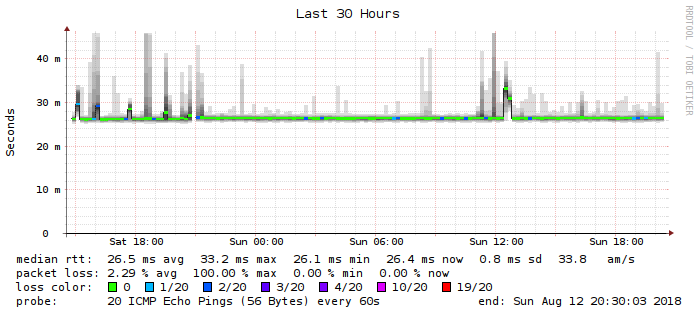 Last 30 Hours
RRDTOOL / TOBI OETIKER
Seconds
40 m
30 m
20 m
10 m
0
Sat 18:00 Sun 00:00 Sun 06:00 Sun 12:00 Sun 18:00
median rtt: 26.5 ms avg 33.2 ms max 26.1 ms min 26.4 ms now 0.8 ms sd 33.8 am/s
packet loss: 2.29 % avg 100.00 % max 0.00 % min 0.00 % now
loss color: 0 1/20 2/20 3/20 4/20 10/20 19/20
probe: 20 ICMP Echo Pings (56 Bytes) every 60s end: Sun Aug 12 20:30:03 2018